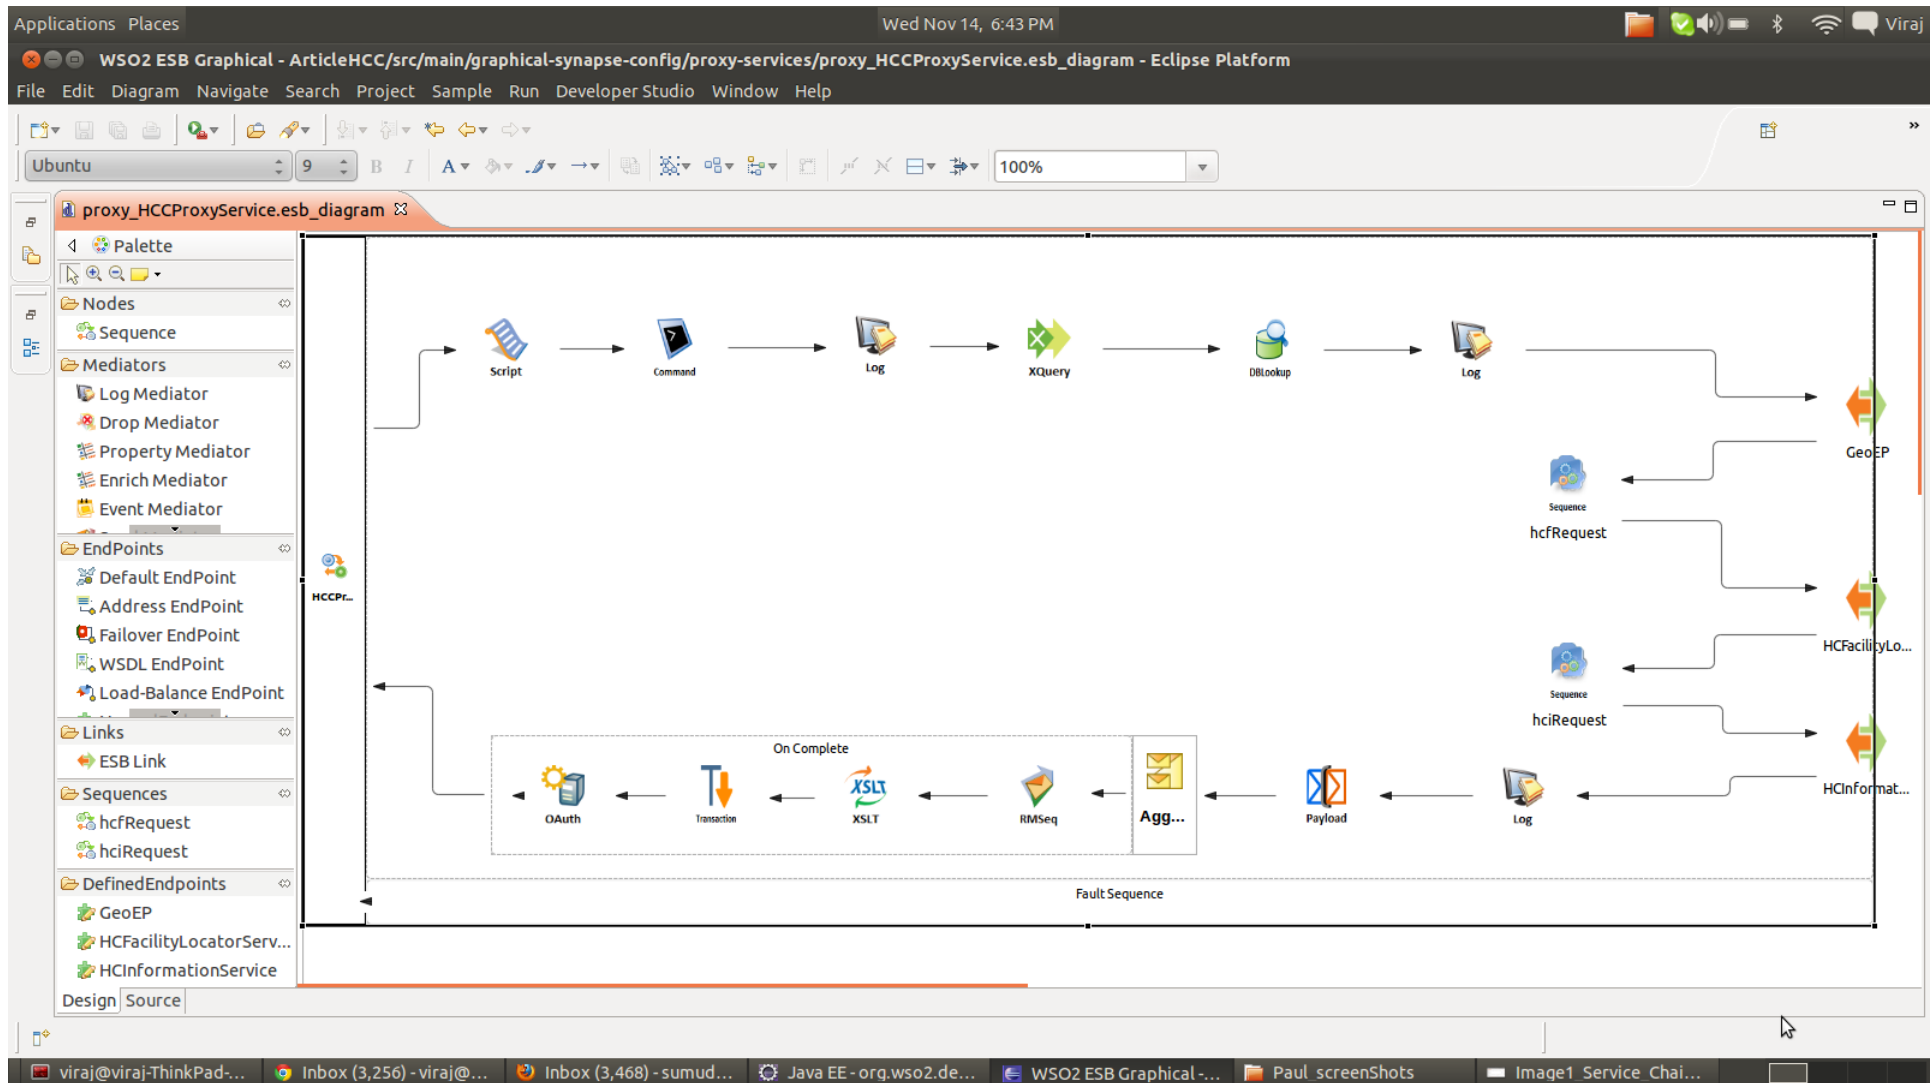 Applications Places Wed Nov 14, 6:43 PM Viraj
WSO2 ESB Graphical - ArticleHCC/src/main/graphical-synapse-config/proxy-services/proxy_HCCProxyService.esb_diagram - Eclipse Platform
File Edit Diagram Navigate Search Project Sample Run Developer Studio Window Help
Ubuntu 9 B I A 100%
proxy_HCCProxyService.esb_diagram
Palette
Nodes
Sequence
Mediators
Log Mediator
Drop Mediator
Property Mediator
Enrich Mediator
Event Mediator
EndPoints
Default EndPoint
Address EndPoint
Failover EndPoint
WSDL EndPoint
Load-Balance EndPoint
Links
ESB Link
Sequences
hcfRequest
hciRequest
DefinedEndpoints
GeoEP
HCFacilityLocatorServ...
HCInformationService
Design Source
HCCPr...
Script
Command
Log
XQuery
DBLookup
Log
GeoEP
Sequence
hcfRequest
HCFacilityLo...
Sequence
hciRequest
HCInformat...
On Complete
OAuth
Transaction
XSLT
XSLT
RMSeq
Agg...
Payload
Log
Fault Sequence
viraj@viraj-ThinkPad-... Inbox (3,256) - viraj@... Inbox (3,468) - sumud... Java EE - org.wso2.de... WSO2 ESB Graphical -... Paul_screenShots Image1_Service_Chai...